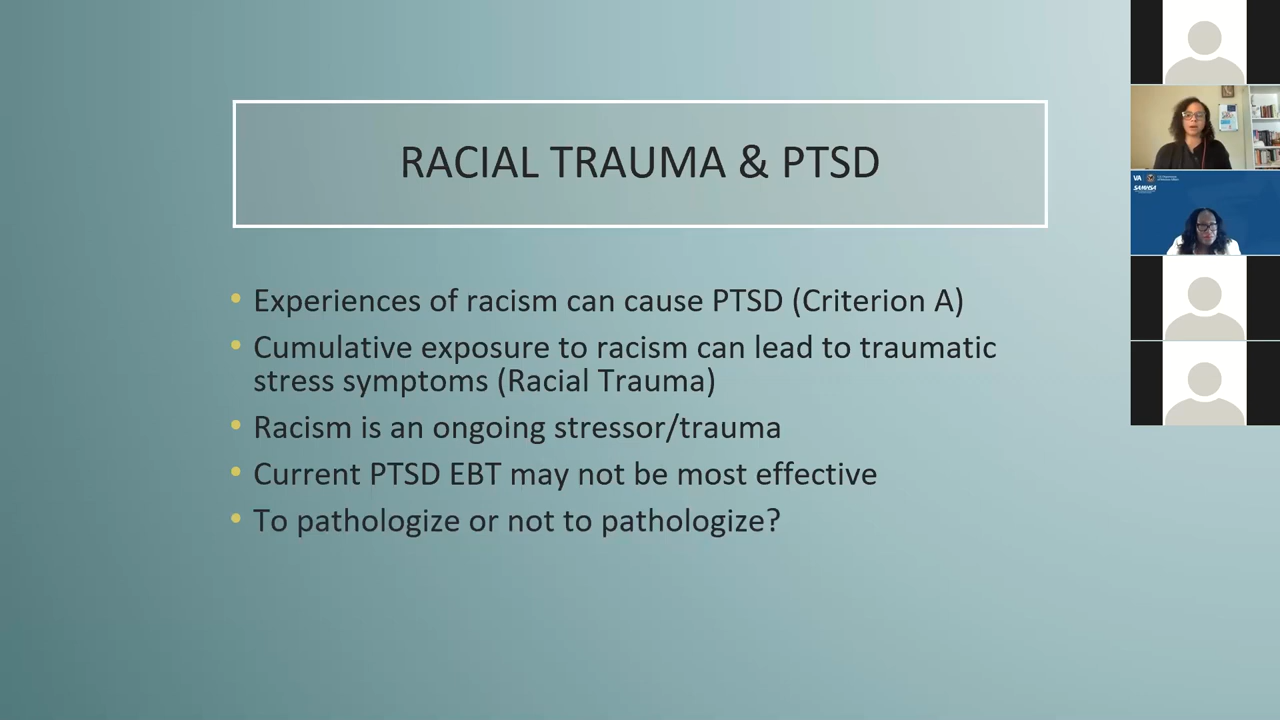 RACIAL TRAUMA & PTSD
• Experiences of racism can cause PTSD (Criterion A)
• Cumulative exposure to racism can lead to traumatic
stress symptoms (Racial Trauma)
• Racism is an ongoing stressor/trauma
• Current PTSD EBT may not be most effective
• To pathologize or not to pathologize?
VA
SAMHSA